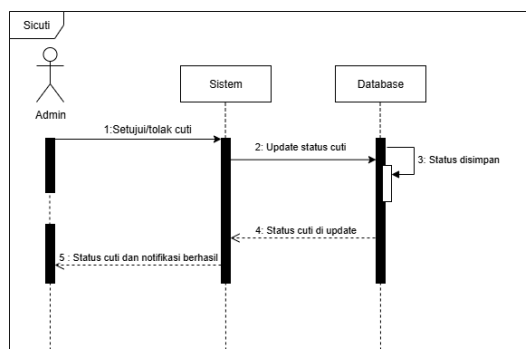 Sicuti
Admin
Sistem
Database
1:Setujui/tolak cuti
2: Update status cuti
3: Status disimpan
4: Status cuti di update
5 : Status cuti dan notifikasi berhasil